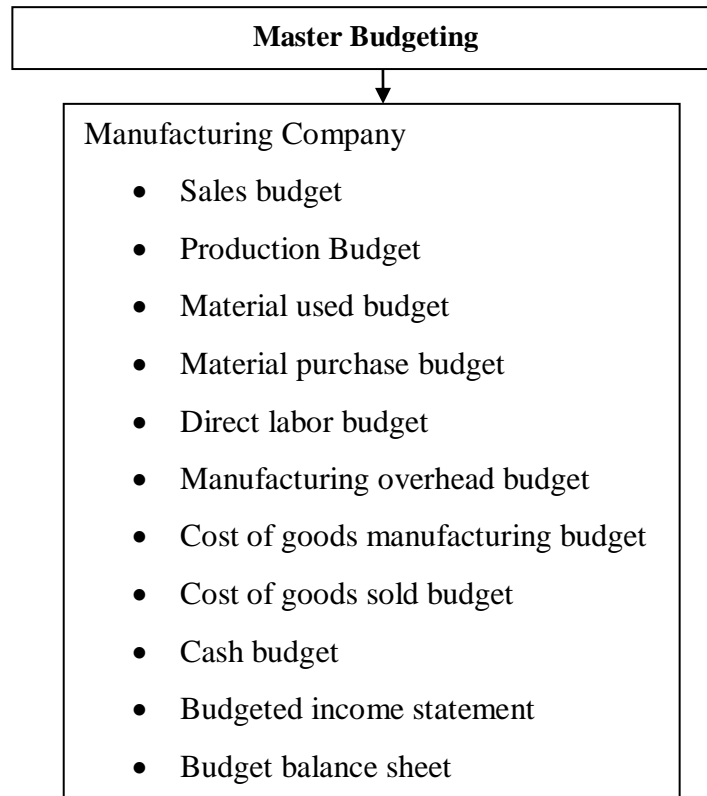 Master Budgeting
Manufacturing Company
• Sales budget
• Production Budget
• Material used budget
• Material purchase budget
• Direct labor budget
• Manufacturing overhead budget
• Cost of goods manufacturing budget
• Cost of goods sold budget
• Cash budget
• Budgeted income statement
• Budget balance sheet